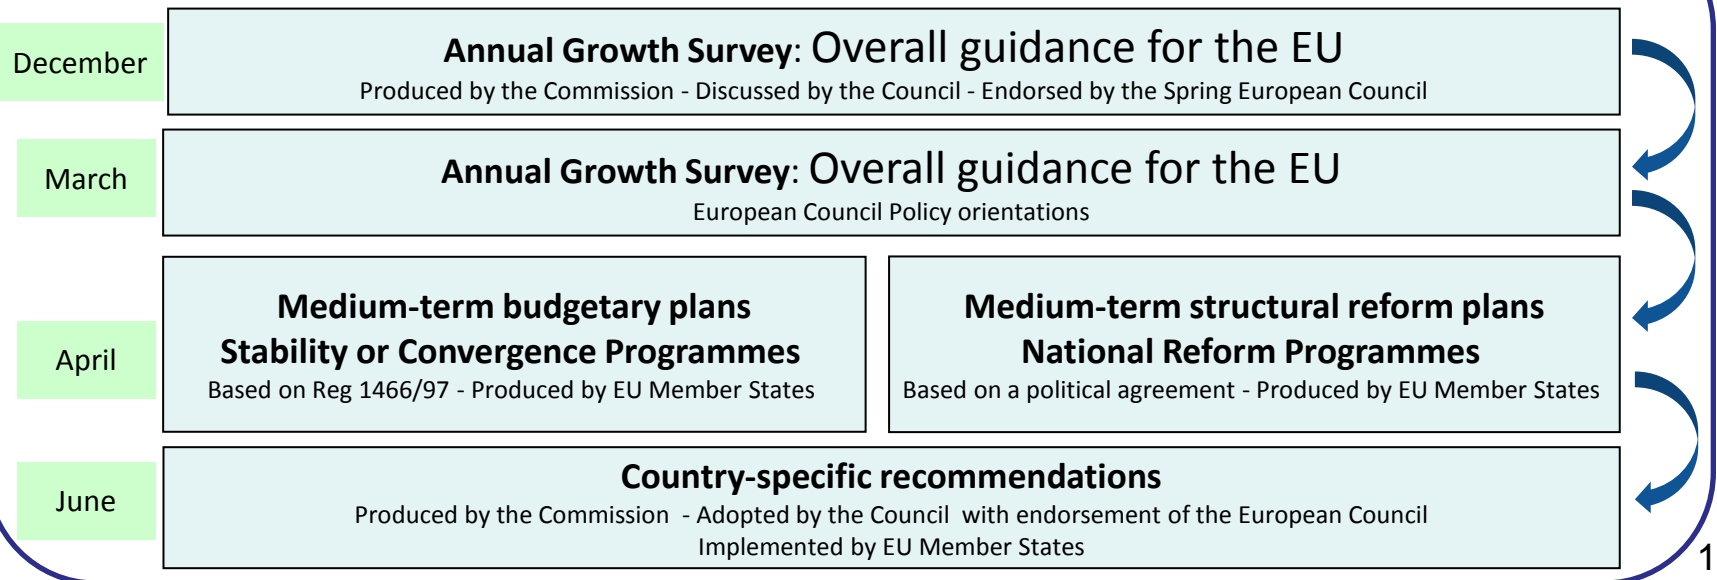 December
Annual Growth Survey: Overall guidance for the EU
Produced by the Commission - Discussed by the Council - Endorsed by the Spring European Council
March
Annual Growth Survey: Overall guidance for the EU
European Council Policy orientations
April
Medium-term budgetary plans
Stability or Convergence Programmes
Based on Reg 1466/97 - Produced by EU Member States
Medium-term structural reform plans
National Reform Programmes
Based on a political agreement - Produced by EU Member States
June
Country-specific recommendations
Produced by the Commission - Adopted by the Council with endorsement of the European Council
Implemented by EU Member States
1